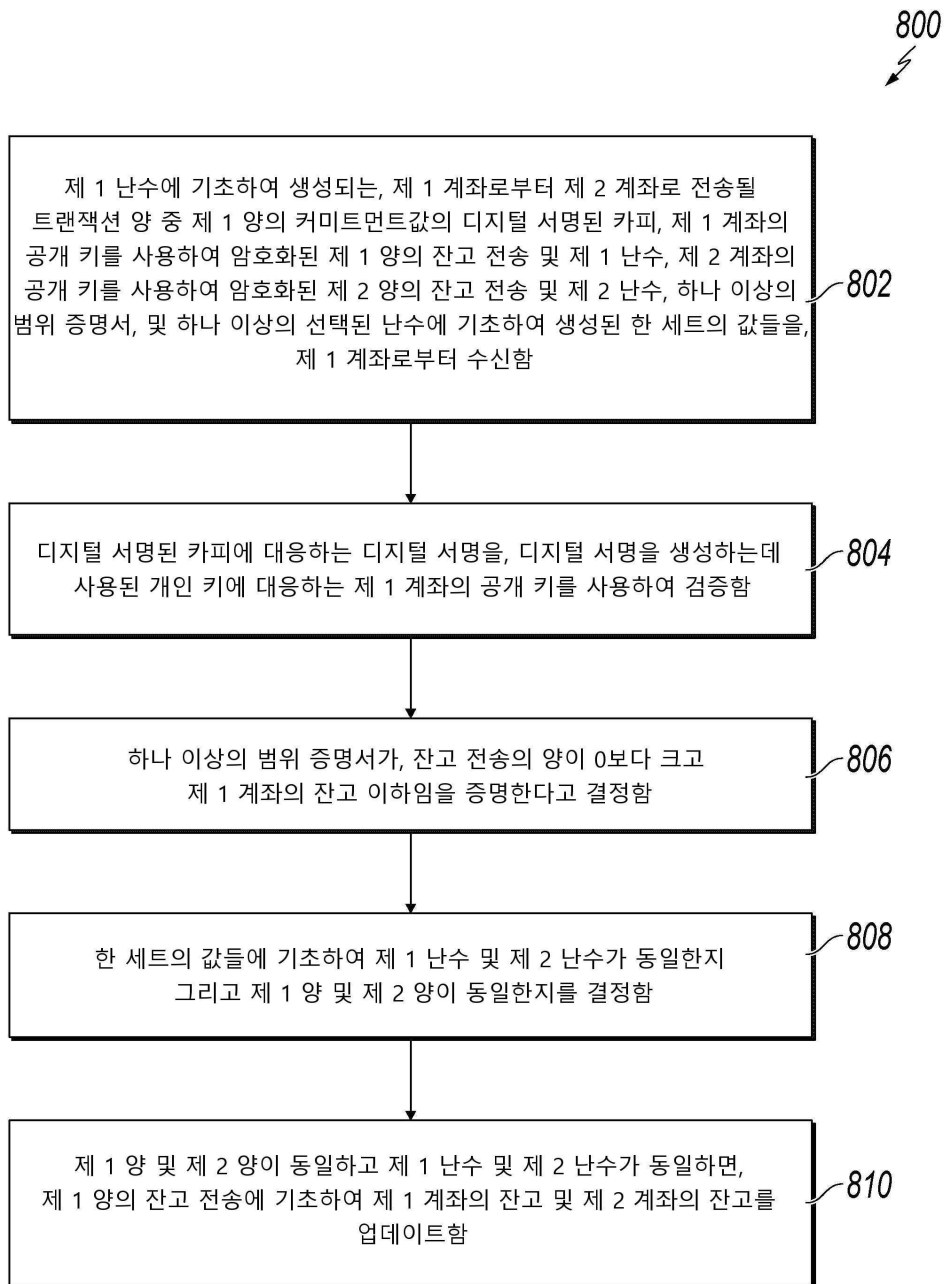 800
제 1 난수에 기초하여 생성되는, 제 1 계좌로부터 제 2 계좌로 전송될
트랜잭션 양 중 제 1 양의 커미트먼트값의 디지털 서명된 카피, 제 1 계좌의
공개 키를 사용하여 암호화된 제 1 양의 잔고 전송 및 제 1 난수, 제 2 계좌의
공개 키를 사용하여 암호화된 제 2 양의 잔고 전송 및 제 2 난수, 하나 이상의
범위 증명서, 및 하나 이상의 선택된 난수에 기초하여 생성된 한 세트의 값들을,
제 1 계좌로부터 수신함
802
디지털 서명된 카피에 대응하는 디지털 서명을, 디지털 서명을 생성하는데
사용된 개인 키에 대응하는 제 1 계좌의 공개 키를 사용하여 검증함
804
하나 이상의 범위 증명서가, 잔고 전송의 양이 0보다 크고
제 1 계좌의 잔고 이하임을 증명한다고 결정함
806
한 세트의 값들에 기초하여 제 1 난수 및 제 2 난수가 동일한지
그리고 제 1 양 및 제 2 양이 동일한지를 결정함
808
제 1 양 및 제 2 양이 동일하고 제 1 난수 및 제 2 난수가 동일하면,
제 1 양의 잔고 전송에 기초하여 제 1 계좌의 잔고 및 제 2 계좌의 잔고를
업데이트함
810